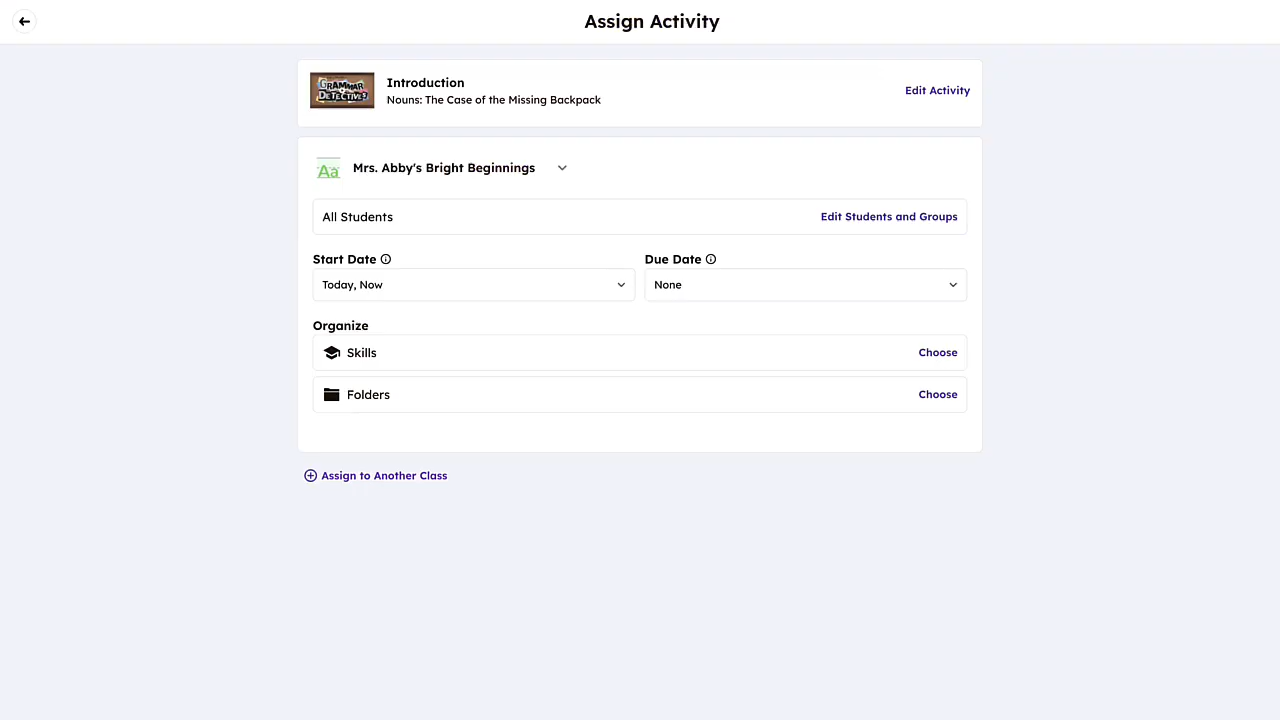 Assign Activity
GRAMMAR
DETECTIVES
Introduction
Nouns: The Case of the Missing Backpack
Edit Activity
Aa
Mrs. Abby's Bright Beginnings
All Students
Edit Students and Groups
Start Date
Due Date
Today, Now
None
Organize
Skills
Choose
Folders
Choose
Assign to Another Class